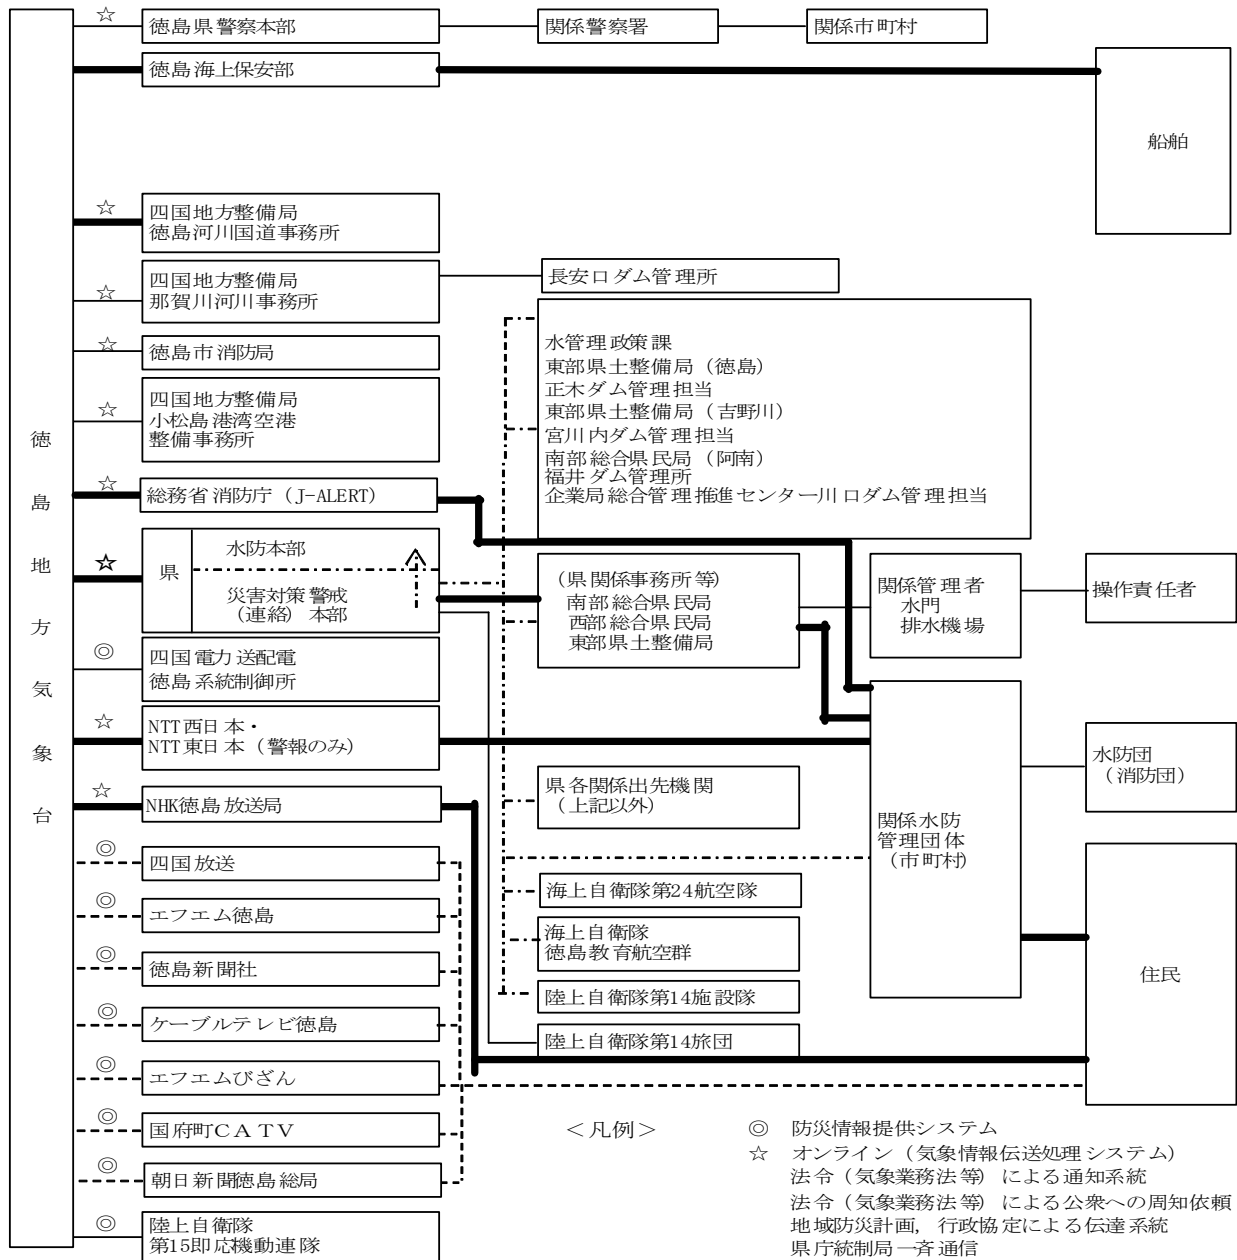 徳島地方気象台
☆
徳島県警察本部
関係警察署
関係市町村
徳島海上保安部
船舶
☆
四国地方整備局
徳島河川国道事務所
☆
四国地方整備局
那賀川河川事務所
長安口ダム管理所
☆
徳島市消防局
☆
四国地方整備局
小松島港湾空港
整備事務所
水管理政策課
東部県土整備局(徳島)
正木ダム管理担当
東部県土整備局(吉野川)
宮川内ダム管理担当
南部総合県民局(阿南)
福井ダム管理所
企業局総合管理推進センター川口ダム管理担当
☆
総務省消防庁(J-ALERT)
☆
県
水防本部
災害対策警戒
(連絡)本部
(県関係事務所等)
南部総合県民局
西部総合県民局
東部県土整備局
関係管理者
水門
排水機場
操作責任者
◎
四国電力送配電
徳島系統制御所
☆
NTT西日本・
NTT東日本(警報のみ)
県各関係出先機関
(上記以外)
関係水防
管理団体
(市町村)
水防団
(消防団)
☆
NHK徳島放送局
◎
四国放送
海上自衛隊第24航空隊
◎
エフエム徳島
海上自衛隊
徳島教育航空群
住民
◎
徳島新聞社
陸上自衛隊第14施設隊
◎
ケーブルテレビ徳島
陸上自衛隊第14旅団
◎
エフエムびざん
◎
国府町CATV
◎
朝日新聞徳島総局
◎
陸上自衛隊
第15即応機動連隊
<凡例>
◎ 防災情報提供システム
☆ オンライン(気象情報伝送処理システム)
法令(気象業務法等)による通知系統
法令(気象業務法等)による公衆への周知依頼
地域防災計画,行政協定による伝達系統
県庁統制局一斉通信